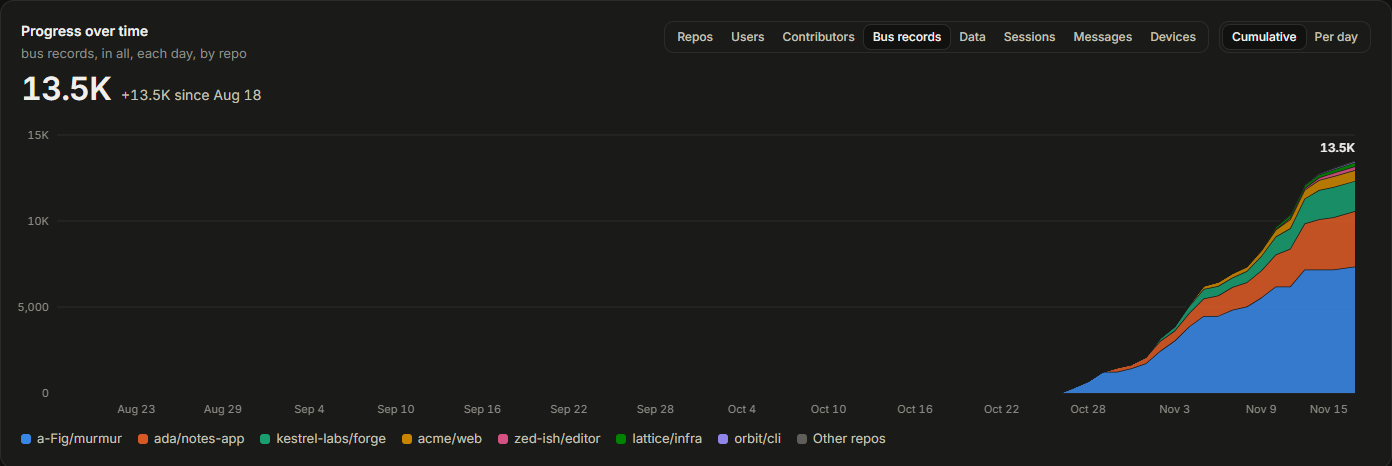 Progress over time
bus records, in all, each day, by repo
Repos Users Contributors Bus records Data Sessions Messages Devices
Cumulative Per day
13.5K +13.5K since Aug 18
15K
13.5K
10K
5,000
0
Aug 23 Aug 29 Sep 4 Sep 10 Sep 16 Sep 22 Sep 28 Oct 4 Oct 10 Oct 16 Oct 22 Oct 28 Nov 3 Nov 9 Nov 15
a-Fig/murmur ada/notes-app kestrel-labs/forge acme/web zed-ish/editor lattice/infra orbit/cli Other repos